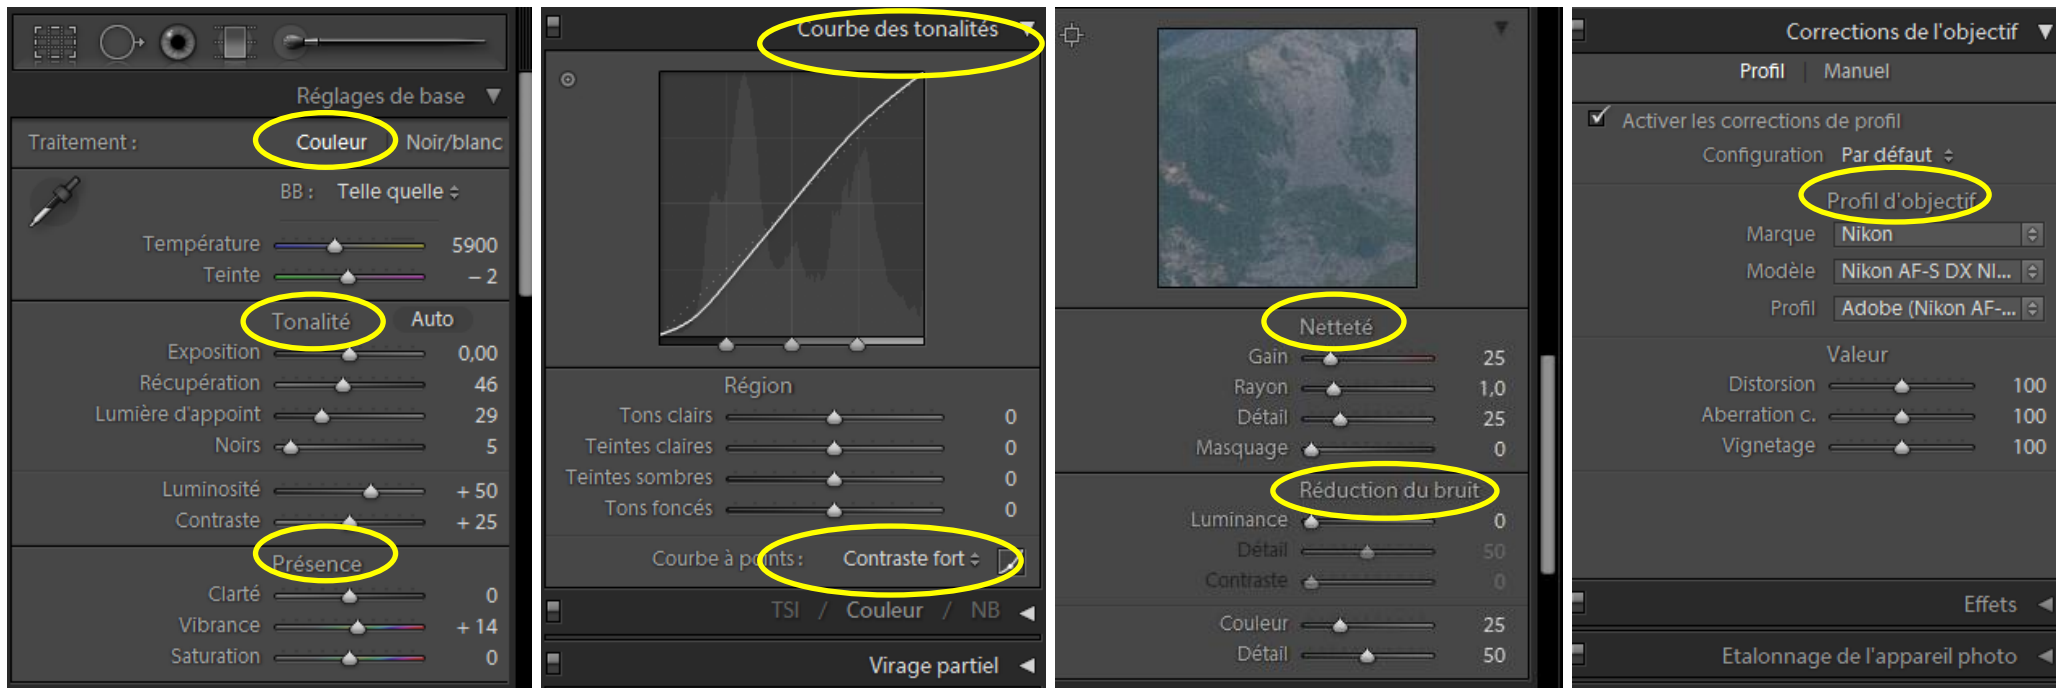 Réglages de base
Traitement : Couleur Noir/blanc
BB : Telle quelle
Température 5900
Teinte – 2
Tonalité Auto
Exposition 0,00
Récupération 46
Lumière d'appoint 29
Noirs 5
Luminosité + 50
Contraste + 25
Présence
Clarté 0
Vibrance + 14
Saturation 0
Courbe des tonalités
Région
Tons clairs 0
Teintes claires 0
Teintes sombres 0
Tons foncés 0
Courbe à points : Contraste fort
TSI / Couleur / NB
Virage partiel
Netteté
Gain 25
Rayon 1,0
Détail 25
Masquage 0
Réduction du bruit
Luminance 0
Détail 50
Contraste 0
Couleur 25
Détail 50
Corrections de l'objectif
Profil Manuel
Activer les corrections de profil
Configuration Par défaut
Profil d'objectif
Marque Nikon
Modèle Nikon AF-S DX NI...
Profil Adobe (Nikon AF-...
Valeur
Distorsion 100
Aberration c. 100
Vignetage 100
Effets
Etalonnage de l'appareil photo